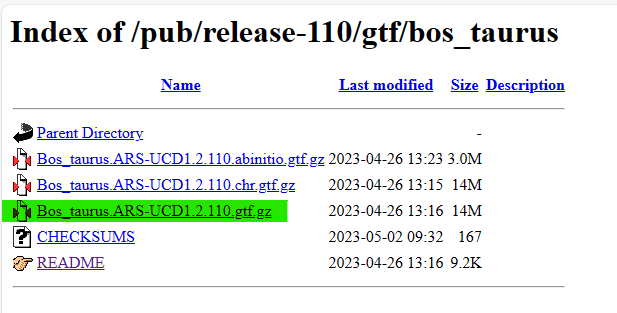 Index of /pub/release-110/gtf/bos_taurus
Name Last modified Size Description
Parent Directory -
Bos_taurus.ARS-UCD1.2.110.abinitio.gtf.gz 2023-04-26 13:23 3.0M
Bos_taurus.ARS-UCD1.2.110.chr.gtf.gz 2023-04-26 13:15 14M
Bos_taurus.ARS-UCD1.2.110.gtf.gz 2023-04-26 13:16 14M
CHECKSUMS 2023-05-02 09:32 167
README 2023-04-26 13:16 9.2K